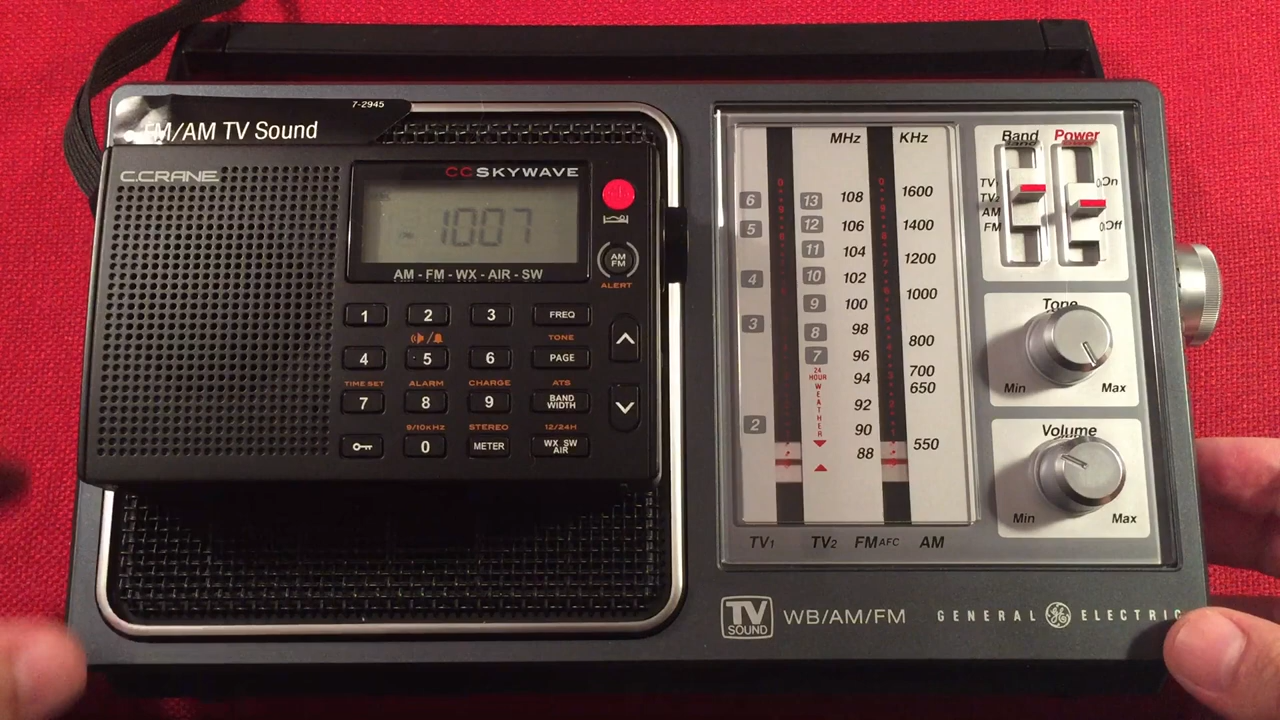 7-2945
FM/AM TV Sound
C.CRANE
CCSKYWAVE
1007
AM - FM - WX - AIR - SW
AM
FM
ALERT
1 2 3 FREQ
TONE
4 5 6 PAGE
TIME SET ALARM CHARGE ATS
7 8 9 BAND WIDTH
9/10KHZ STEREO 12/24H
0 METER WX SW AIR
MHz KHz
6 13 108 1600
5 12 106 1400
11 104 1200
4 10 102
9 100 1000
3 8 98 800
7 96 700
24 HOUR WEATHER
94 650
92
2 90 550
88
TV1 TV2 FM AFC AM
Band Power
TV1 On
TV2
AM
FM Off
Tone
Min Max
Volume
Min Max
TV SOUND WB/AM/FM GENERAL GE ELECTRIC